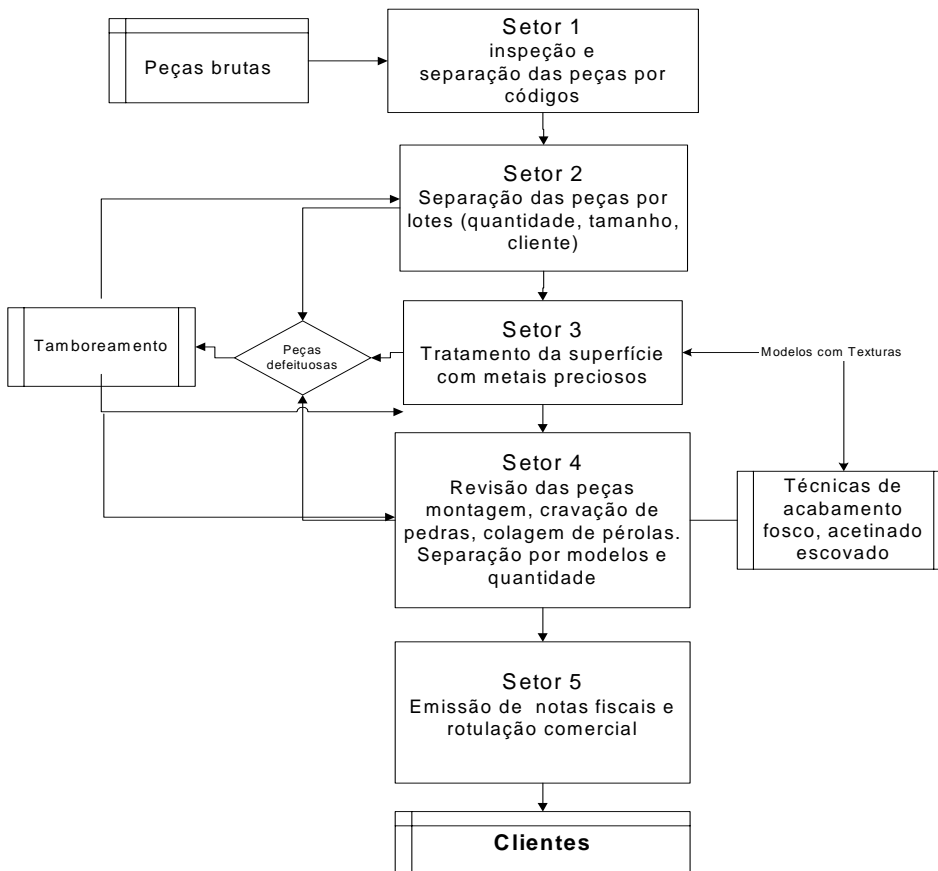 Peças brutas
Setor 1
inspeção e
separação das peças por
códigos
Setor 2
Separação das peças por
lotes (quantidade, tamanho,
cliente)
Tamboreamento
Peças
defeituosas
Setor 3
Tratamento da superfície
com metais preciosos
Modelos com Texturas
Setor 4
Revisão das peças
montagem, cravação de
pedras, colagem de pérolas.
Separação por modelos e
quantidade
Técnicas de
acabamento
fosco, acetinado
escovado
Setor 5
Emissão de notas fiscais e
rotulação comercial
Clientes